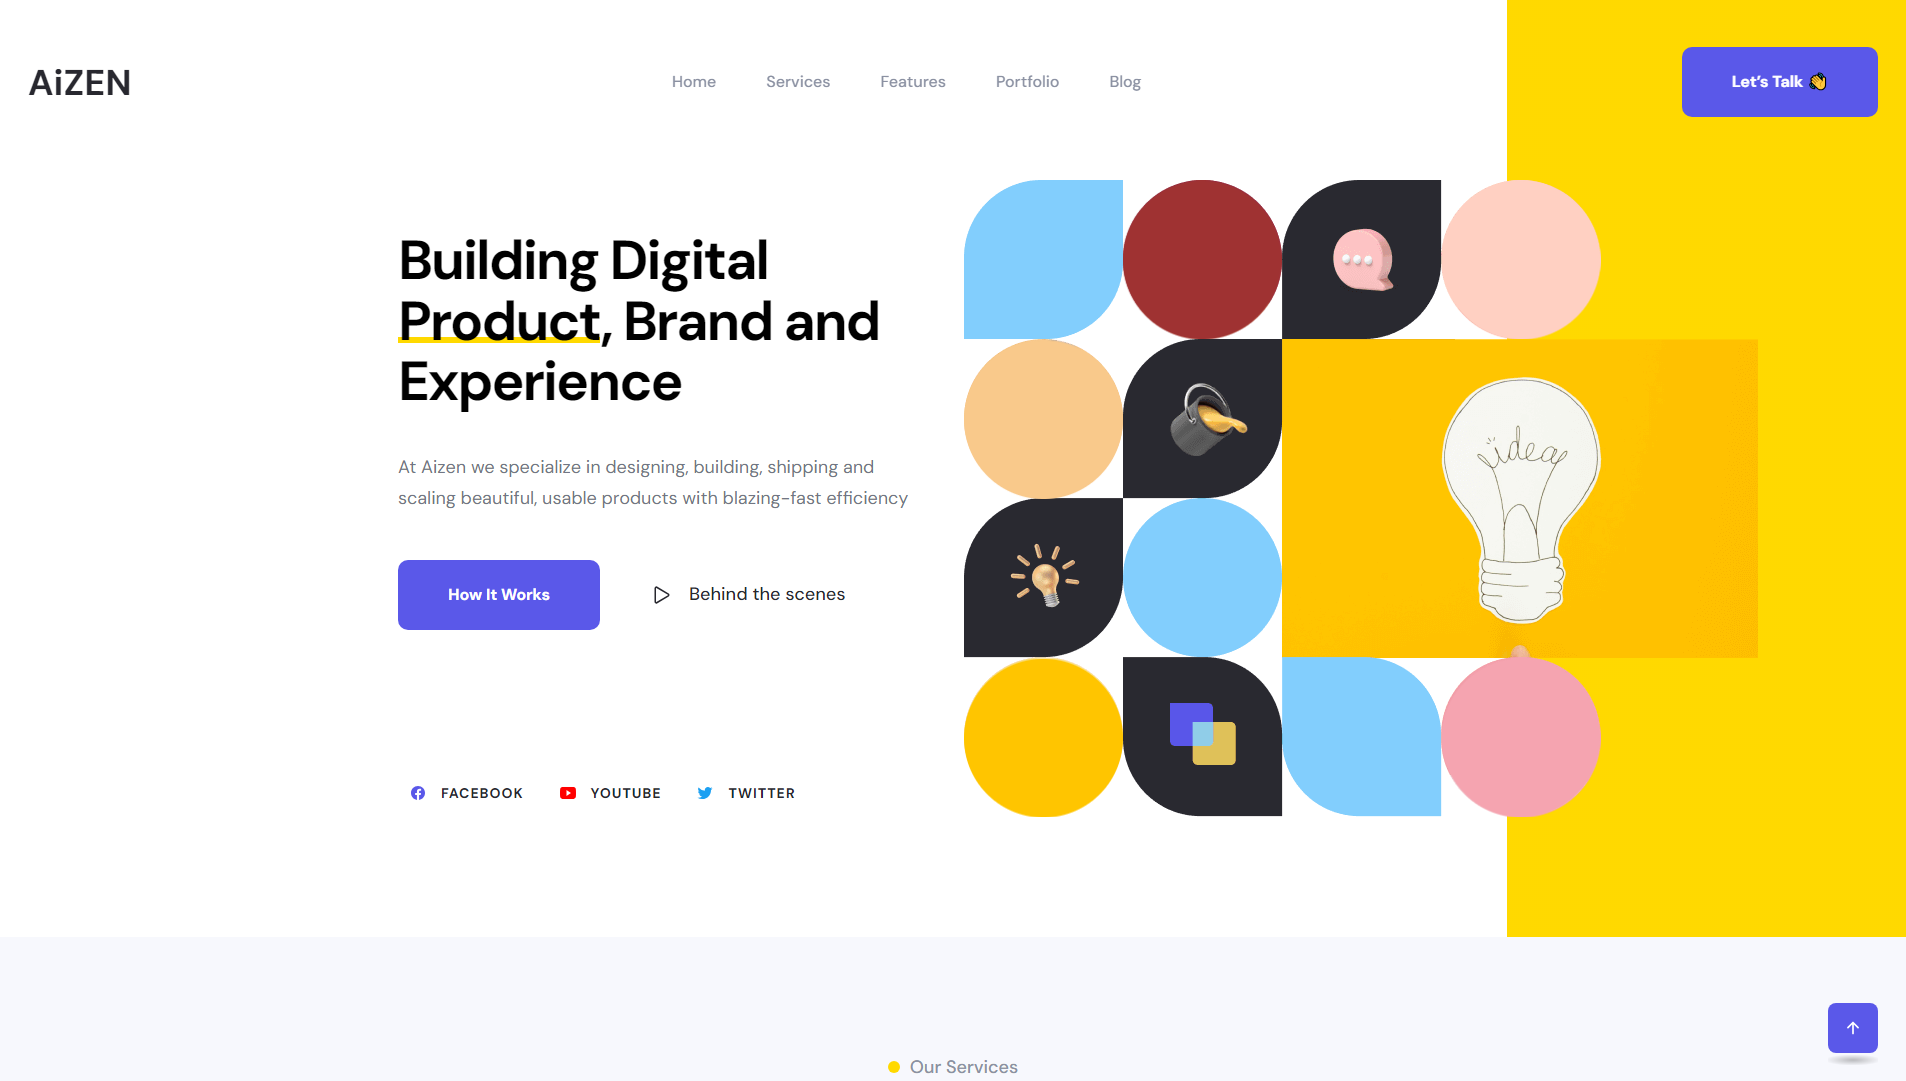 AiZEN
Home
Services
Features
Portfolio
Blog
Let’s Talk 👏
Building Digital
Product, Brand and
Experience
At Aizen we specialize in designing, building, shipping and
scaling beautiful, usable products with blazing-fast efficiency
How It Works
Behind the scenes
idea
FACEBOOK
YOUTUBE
TWITTER
Our Services